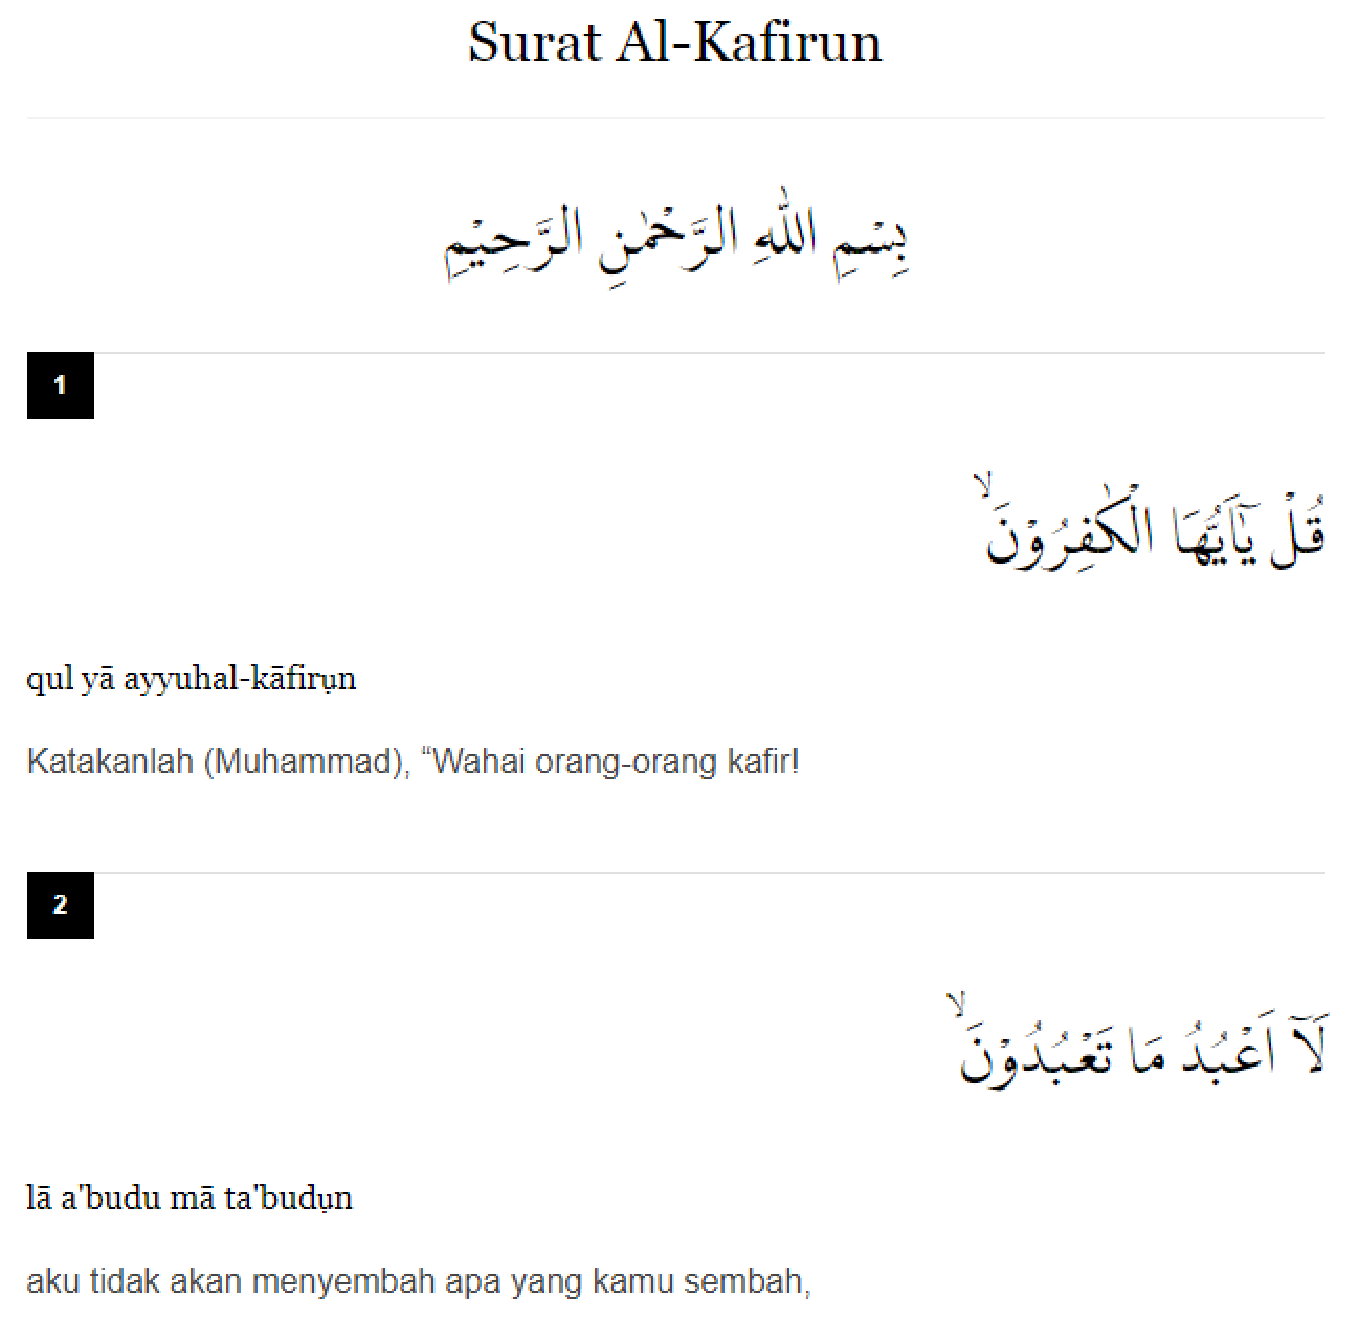 Surat Al-Kafirun
بِسْمِ اللّٰهِ الرَّحْمٰنِ الرَّحِيْمِ
1
قُلْ يٰٓاَيُّهَا الْكٰفِرُوْنَۙ
qul yā ayyuhal-kāfirụn
Katakanlah (Muhammad), “Wahai orang-orang kafir!
2
لَآ اَعْبُدُ مَا تَعْبُدُوْنَۙ
lā a'budu mā ta'budụn
aku tidak akan menyembah apa yang kamu sembah,